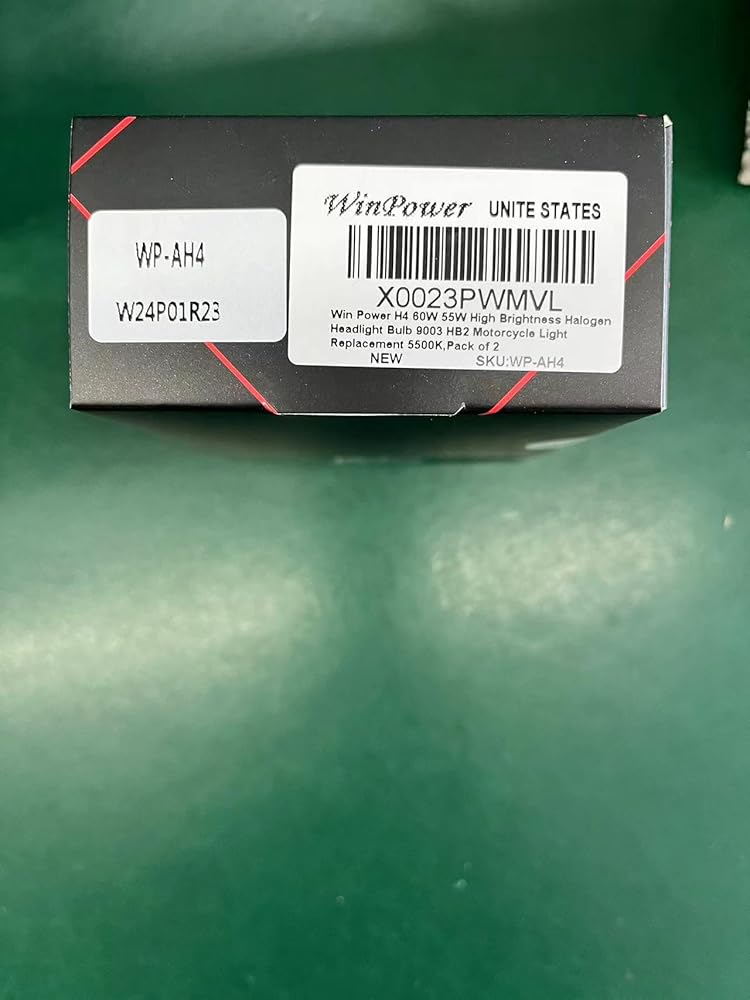 WP-AH4
W24P01R23
WinPower UNITE STATES
X0023PWMVL
Win Power H4 60W 55W High Brightness Halogen
Headlight Bulb 9003 HB2 Motorcycle Light
Replacement 5500K,Pack of 2
NEW SKU:WP-AH4